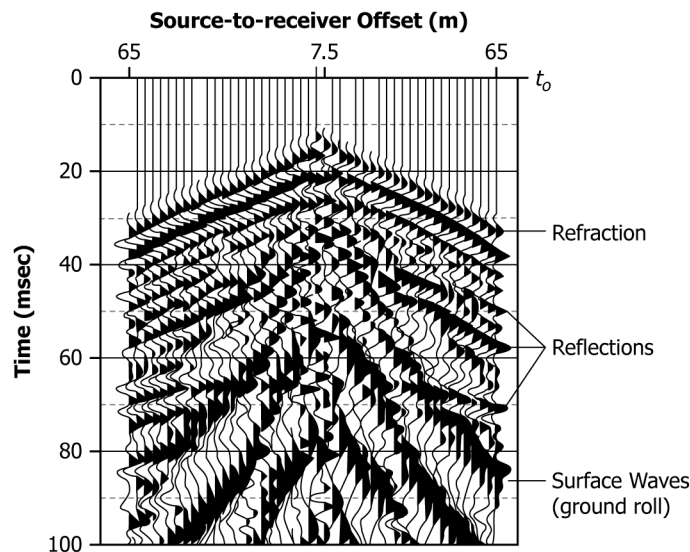 Source-to-receiver Offset (m)
65 7.5 65
0 to
20
Refraction
40
Time (msec)
Reflections
60
80
Surface Waves
(ground roll)
100